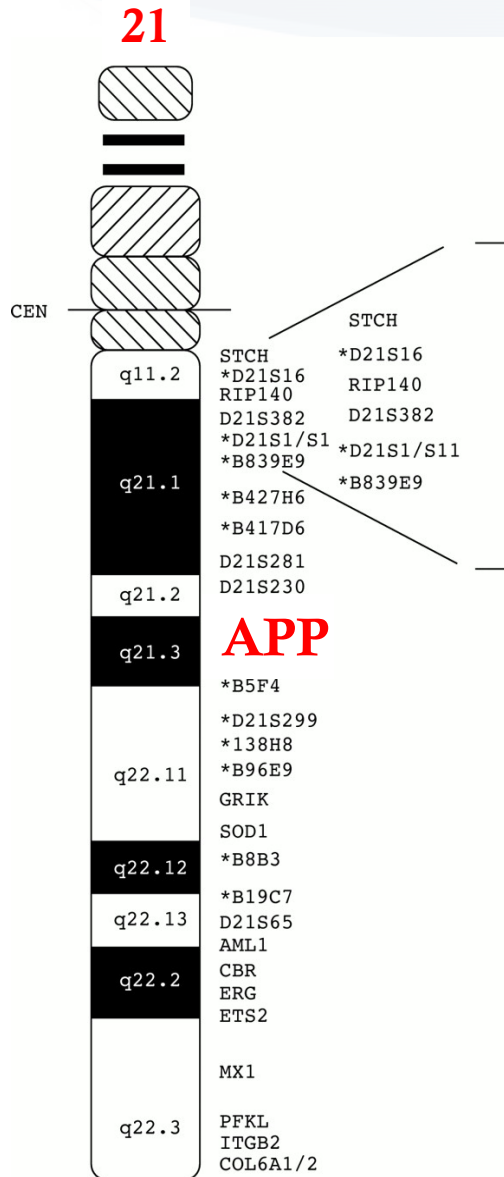 21
CEN
q11.2
q21.1
q21.2
q21.3
q22.11
q22.12
q22.13
q22.2
q22.3
STCH
*D21S16
RIP140
D21S382
*D21S1/S1
*B839E9
*B427H6
*B417D6
D21S281
D21S230
APP
*B5F4
*D21S299
*138H8
*B96E9
GRIK
SOD1
*B8B3
*B19C7
D21S65
AML1
CBR
ERG
ETS2
MX1
PFKL
ITGB2
COL6A1/2
STCH
*D21S16
RIP140
D21S382
*D21S1/S11
*B839E9